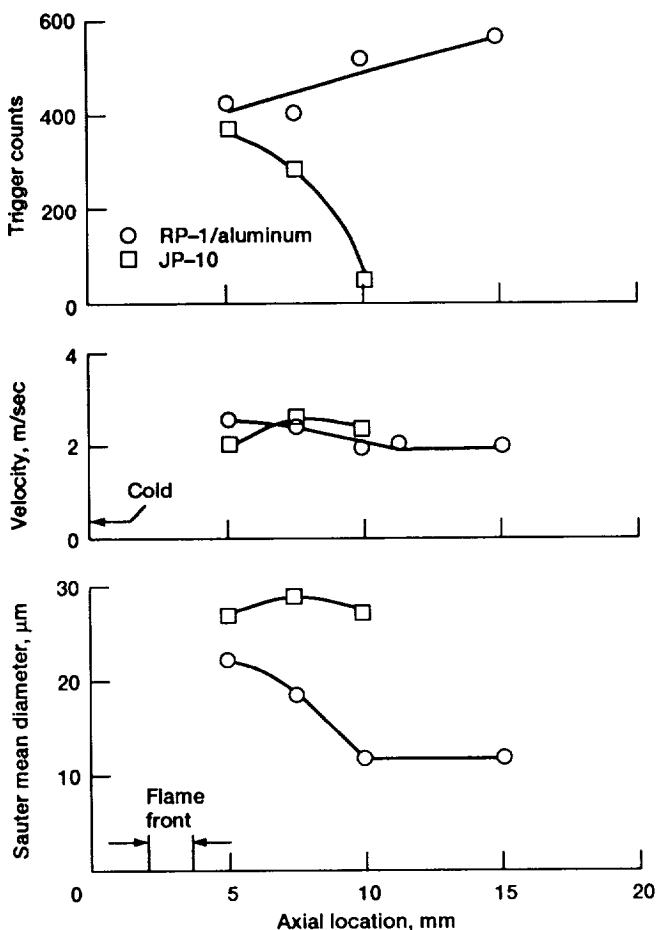 600
400
200
0
Trigger counts
RP–1/aluminum
JP–10
4
2
0
Velocity, m/sec
Cold
30
20
10
Sauter mean diameter, μm
Flame
front
0 5 10 15 20
Axial location, mm